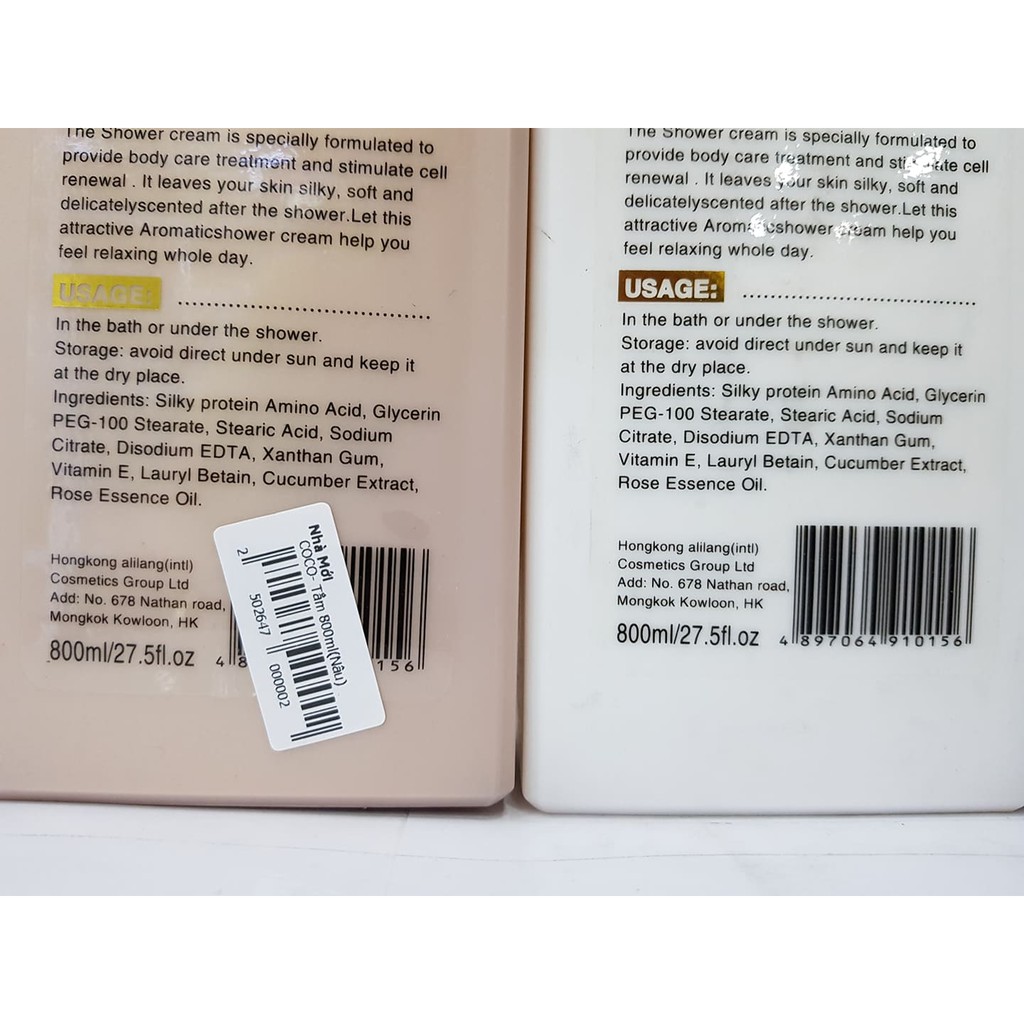 The Shower cream is specially formulated to
provide body care treatment and stimulate cell
renewal . It leaves your skin silky, soft and
delicatelyscented after the shower.Let this
attractive Aromaticshower cream help you
feel relaxing whole day.
USAGE:
In the bath or under the shower.
Storage: avoid direct under sun and keep it
at the dry place.
Ingredients: Silky protein Amino Acid, Glycerin
PEG-100 Stearate, Stearic Acid, Sodium
Citrate, Disodium EDTA, Xanthan Gum,
Vitamin E, Lauryl Betain, Cucumber Extract,
Rose Essence Oil.
Hongkong alilang(intl)
Cosmetics Group Ltd
Add: No. 678 Nathan road,
Mongkok Kowloon, HK
800ml/27.5fl.oz
4 8
156
Nhà Mới
COCO- Tắm 800ml(Nâu)
2 502647 000002
The Shower cream is specially formulated to
provide body care treatment and stimulate cell
renewal . It leaves your skin silky, soft and
delicatelyscented after the shower.Let this
attractive Aromaticshower cream help you
feel relaxing whole day.
USAGE:
In the bath or under the shower.
Storage: avoid direct under sun and keep it
at the dry place.
Ingredients: Silky protein Amino Acid, Glycerin
PEG-100 Stearate, Stearic Acid, Sodium
Citrate, Disodium EDTA, Xanthan Gum,
Vitamin E, Lauryl Betain, Cucumber Extract,
Rose Essence Oil.
Hongkong alilang(intl)
Cosmetics Group Ltd
Add: No. 678 Nathan road,
Mongkok Kowloon, HK
800ml/27.5fl.oz
4 897064 910156